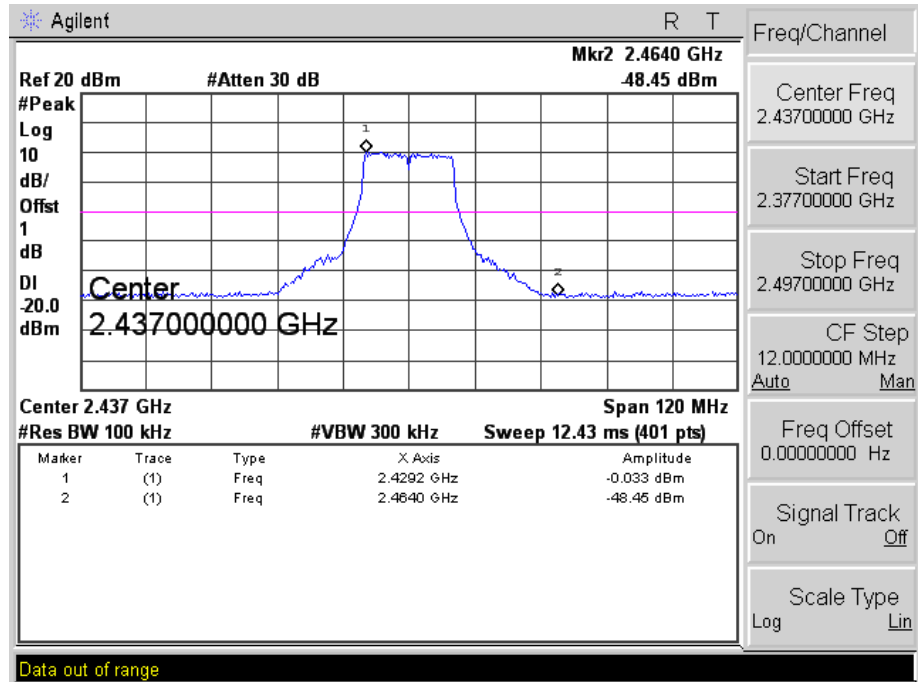 Agilent R T
Mkr2 2.4640 GHz
Ref 20 dBm #Atten 30 dB -48.45 dBm
#Peak
Log
10
dB/
Offst
1
dB
DI
-20.0
dBm
1
2
Center
2.437000000 GHz
Center 2.437 GHz Span 120 MHz
#Res BW 100 kHz #VBW 300 kHz Sweep 12.43 ms (401 pts)
Marker Trace Type X Axis Amplitude
1 (1) Freq 2.4292 GHz -0.033 dBm
2 (1) Freq 2.4640 GHz -48.45 dBm
Freq/Channel
Center Freq
2.43700000 GHz
Start Freq
2.37700000 GHz
Stop Freq
2.49700000 GHz
CF Step
12.0000000 MHz
Auto Man
Freq Offset
0.00000000 Hz
Signal Track
On Off
Scale Type
Log Lin
Data out of range